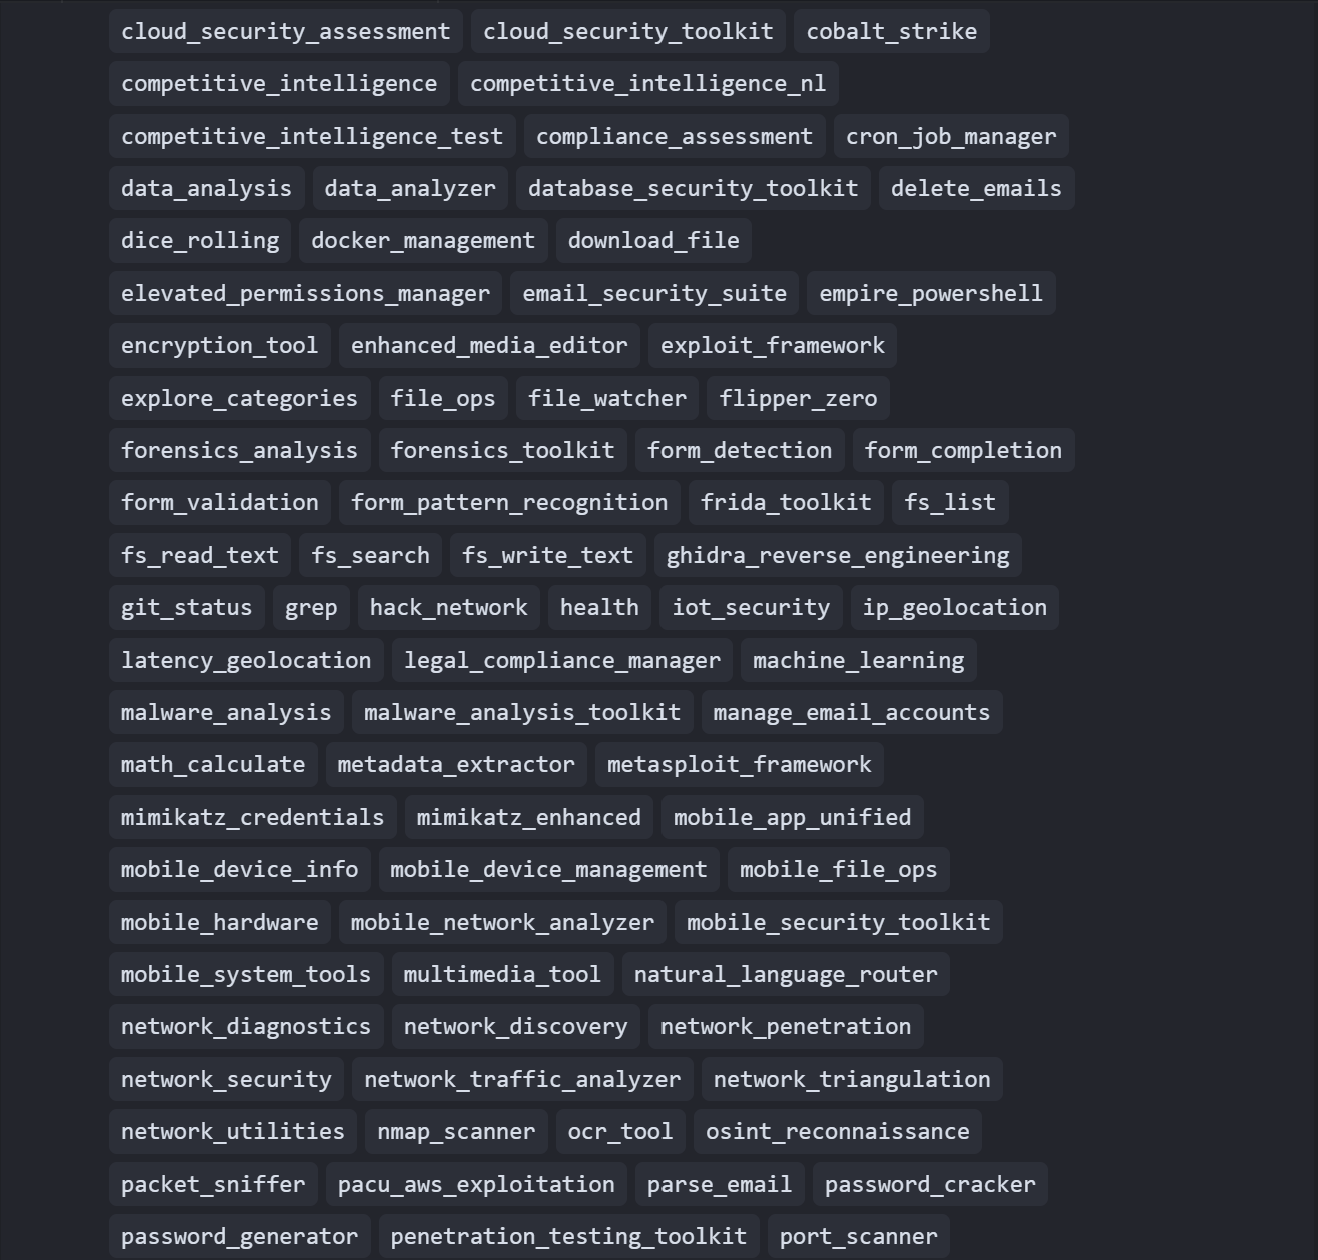 cloud_security_assessment cloud_security_toolkit cobalt_strike
competitive_intelligence competitive_intelligence_nl
competitive_intelligence_test compliance_assessment cron_job_manager
data_analysis data_analyzer database_security_toolkit delete_emails
dice_rolling docker_management download_file
elevated_permissions_manager email_security_suite empire_powershell
encryption_tool enhanced_media_editor exploit_framework
explore_categories file_ops file_watcher flipper_zero
forensics_analysis forensics_toolkit form_detection form_completion
form_validation form_pattern_recognition frida_toolkit fs_list
fs_read_text fs_search fs_write_text ghidra_reverse_engineering
git_status grep hack_network health iot_security ip_geolocation
latency_geolocation legal_compliance_manager machine_learning
malware_analysis malware_analysis_toolkit manage_email_accounts
math_calculate metadata_extractor metasploit_framework
mimikatz_credentials mimikatz_enhanced mobile_app_unified
mobile_device_info mobile_device_management mobile_file_ops
mobile_hardware mobile_network_analyzer mobile_security_toolkit
mobile_system_tools multimedia_tool natural_language_router
network_diagnostics network_discovery network_penetration
network_security network_traffic_analyzer network_triangulation
network_utilities nmap_scanner ocr_tool osint_reconnaissance
packet_sniffer pacu_aws_exploitation parse_email password_cracker
password_generator penetration_testing_toolkit port_scanner